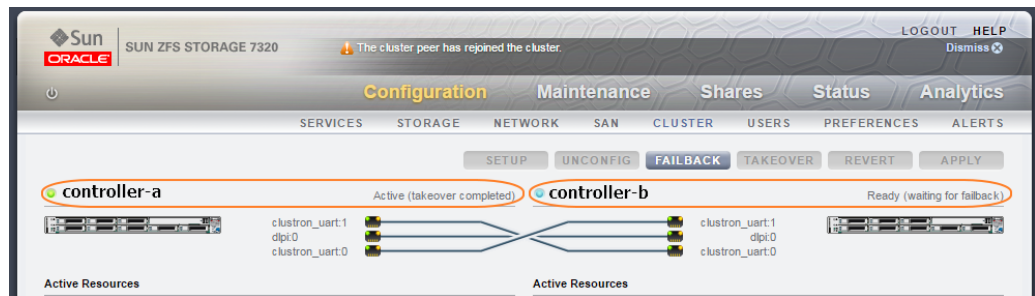 Sun
ORACLE
SUN ZFS STORAGE 7320
The cluster peer has rejoined the cluster.
LOGOUT HELP
Dismiss
Configuration Maintenance Shares Status Analytics
SERVICES STORAGE NETWORK SAN CLUSTER USERS PREFERENCES ALERTS
SETUP UNCONFIG FAILBACK TAKEOVER REVERT APPLY
controller-a Active (takeover completed)
controller-b Ready (waiting for failback)
clustron_uart:1
dlpi:0
clustron_uart:0
clustron_uart:1
dlpi:0
clustron_uart:0
Active Resources
Active Resources